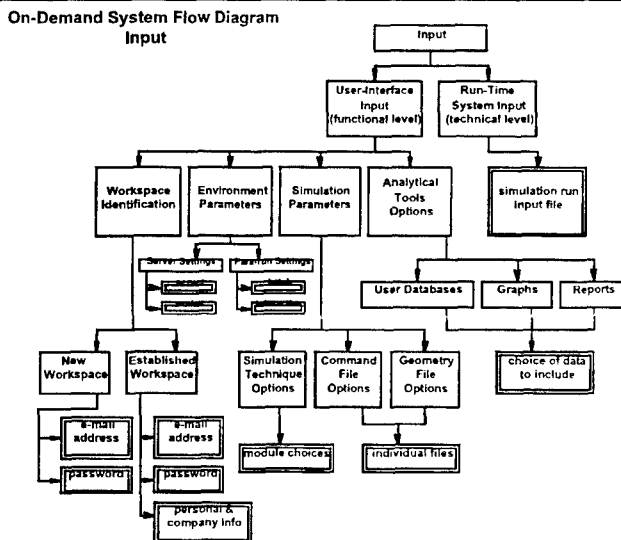 On-Demand System Flow Diagram
Input
Input
User-Interface
Input
(functional level)
Run-Time
System Input
(technical level)
Workspace
Identification
Environment
Parameters
Simulation
Parameters
Analytical
Tools
Options
simulation run
input file
Server Settings
Para-run Settings
User Databases
Graphs
Reports
New
Workspace
Established
Workspace
Simulation
Technique
Options
Command
File
Options
Geometry
File
Options
choice of data
to include
e-mail
address
e-mail
address
module choices
individual files
password
password
personal &
company info